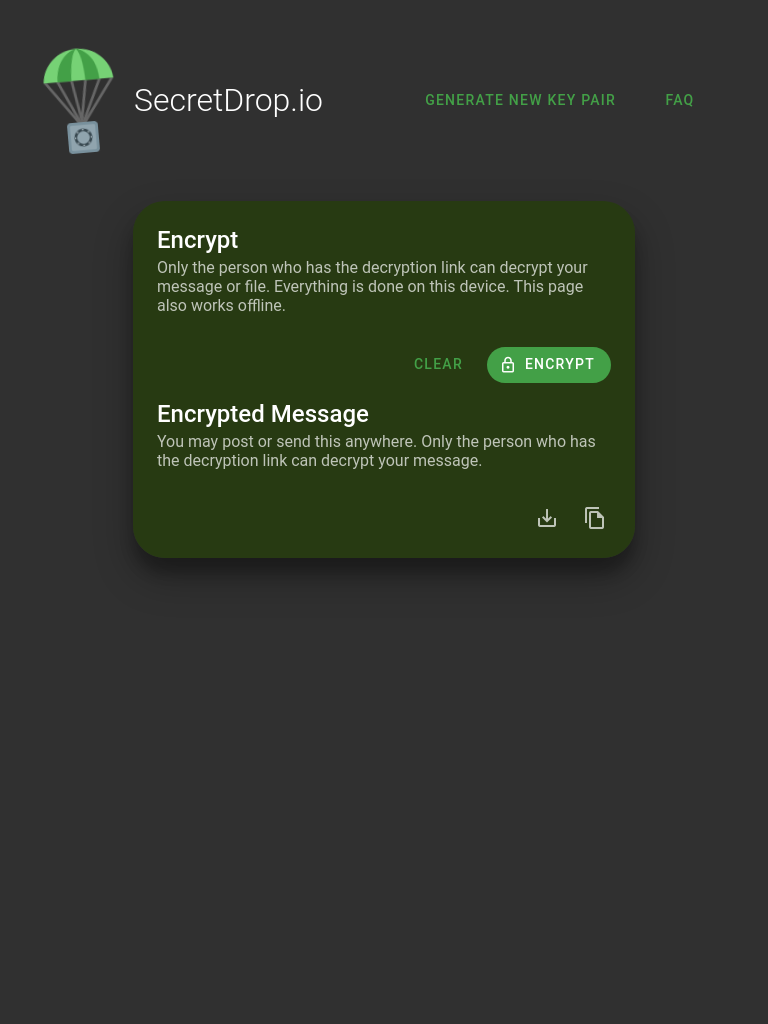 SecretDrop.io
GENERATE NEW KEY PAIR
FAQ
Encrypt
Only the person who has the decryption link can decrypt your
message or file. Everything is done on this device. This page
also works offline.
CLEAR
ENCRYPT
Encrypted Message
You may post or send this anywhere. Only the person who has
the decryption link can decrypt your message.